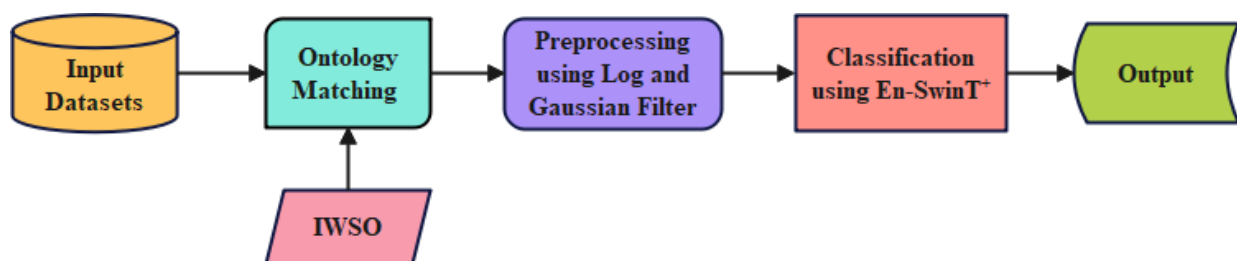 Input
Datasets
Ontology
Matching
Preprocessing
using Log and
Gaussian Filter
Classification
using En-SwinT⁺
Output
IWSO